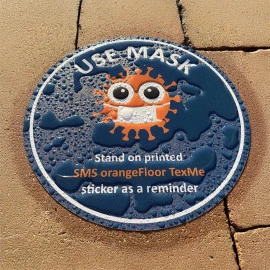 USE MASK
Stand on printed
SMS orangeFloor TexMe
sticker as a reminder